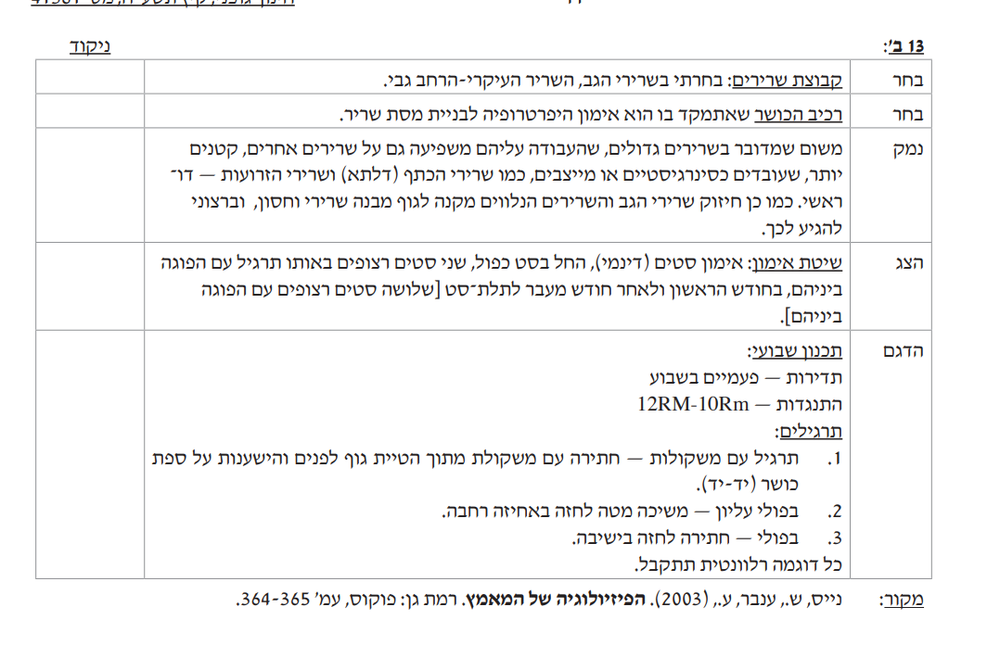 13 ב':
ניקוד
בחר
קבוצת שרירים: בחרתי בשרירי הגב, השריר העיקרי-הרחב גבי.
בחר
רכיב הכושר שאתמקד בו הוא אימון היפרטרופיה לבניית מסת שריר.
נמק
משום שמדובר בשרירים גדולים, שהעבודה עליהם משפיעה גם על שרירים אחרים, קטנים
יותר, שעובדים כסינרגיסטיים או מייצבים, כמו שרירי הכתף (דלתא) ושרירי הזרועות — דו־
ראשי. כמו כן חיזוק שרירי הגב והשרירים הנלווים מקנה לגוף מבנה שרירי וחסון, וברצוני
להגיע לכך.
הצג
שיטת אימון: אימון סטים (דינמי), החל בסט כפול, שני סטים רצופים באותו תרגיל עם הפוגה
ביניהם, בחודש הראשון ולאחר חודש מעבר לתלת־סט [שלושה סטים רצופים עם הפוגה
ביניהם].
הדגם
תכנון שבועי:
תדירות — פעמיים בשבוע
התנגדות — 12RM-10Rm
תרגילים:
1. תרגיל עם משקולות — חתירה עם משקולת מתוך הטיית גוף לפנים והישענות על ספת
כושר (יד-יד).
2. בפולי עליון — משיכה מטה לחזה באחיזה רחבה.
3. בפולי — חתירה לחזה בישיבה.
כל דוגמה רלוונטית תתקבל.
מקור: נייס, ש., ענבר, ע., (2003). הפיזיולוגיה של המאמץ. רמת גן: פוקוס, עמ' 364-365.